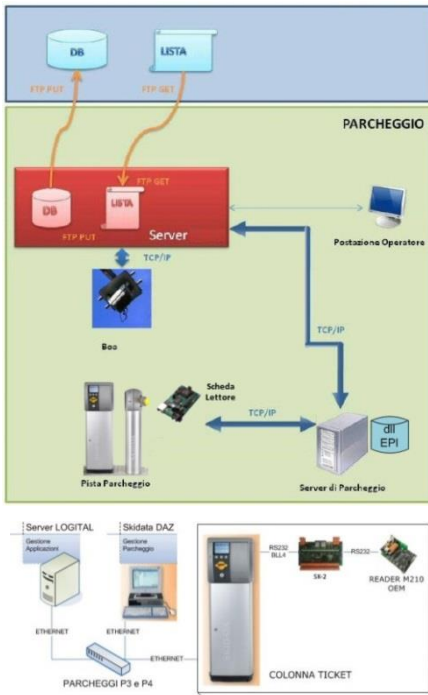 DB
LISTA
FTP PUT
FTP GET
PARCHEGGIO
FTP GET
DB
LISTA
FTP PUT
Server
Postazione Operatore
TCP/IP
Boa
TCP/IP
Scheda
Lettore
TCP/IP
dll
EPI
Pista Parcheggio
Server di Parcheggio
Server LOGITAL
Skidata DAZ
Gestione
Applicazioni
Gestione
Parcheggio
RS232
BLL4
RS232
SX-2
READER M210
OEM
ETHERNET
ETHERNET
ETHERNET
PARCHEGGI P3 e P4
COLONNA TICKET